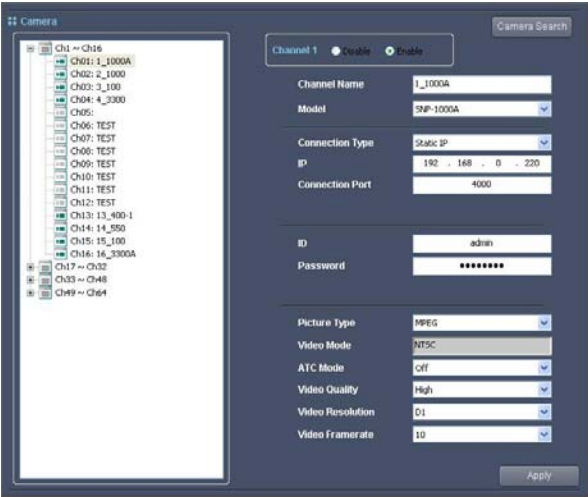 Camera
Camera Search
Ch1 ~ Ch16
Ch01: 1_1000A
Ch02: 2_1000
Ch03: 3_100
Ch04: 4_3300
Ch05:
Ch06: TEST
Ch07: TEST
Ch08: TEST
Ch09: TEST
Ch10: TEST
Ch11: TEST
Ch12: TEST
Ch13: 13_400-1
Ch14: 14_550
Ch15: 15_100
Ch16: 16_3300A
Ch17 ~ Ch32
Ch33 ~ Ch48
Ch49 ~ Ch64
Channel 1 Disable Enable
Channel Name 1_1000A
Model SNP-1000A
Connection Type Static IP
IP 192 . 168 . 0 . 220
Connection Port 4000
ID admin
Password ••••••••
Picture Type MPEG
Video Mode NTSC
ATC Mode Off
Video Quality High
Video Resolution D1
Video Framerate 10
Apply